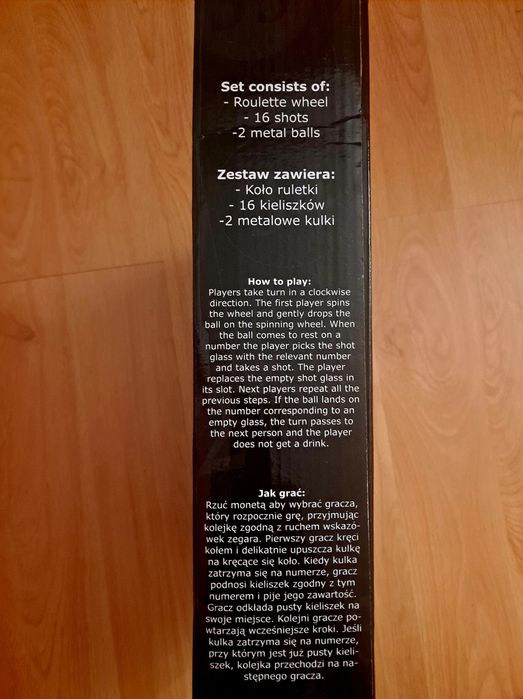 Set consists of:
- Roulette wheel
- 16 shots
-2 metal balls
Zestaw zawiera:
- Koło ruletki
- 16 kieliszków
-2 metalowe kulki
How to play:
Players take turn in a clockwise
direction. The first player spins
the wheel and gently drops the
ball on the spinning wheel. When
the ball comes to rest on a
number the player picks the shot
glass with the relevant number
and takes a shot. The player
replaces the empty shot glass in
its slot. Next players repeat all the
previous steps. If the ball lands on
the number corresponding to an
empty glass, the turn passes to
the next person and the player
does not get a drink.
Jak grać:
Rzuć monetą aby wybrać gracza,
który rozpocznie grę, przyjmując
kolejkę zgodną z ruchem wskazó-
wek zegara. Pierwszy gracz kręci
kołem i delikatnie upuszcza kulkę
na kręcące się koło. Kiedy kulka
zatrzyma się na numerze, gracz
podnosi kieliszek zgodny z tym
numerem i pije jego zawartość.
Gracz odkłada pusty kieliszek na
swoje miejsce. Kolejni gracze po-
wtarzają wcześniejsze kroki. Jeśli
kulka zatrzyma się na numerze,
przy którym jest już pusty kieli-
szek, kolejka przechodzi na na-
stępnego gracza.